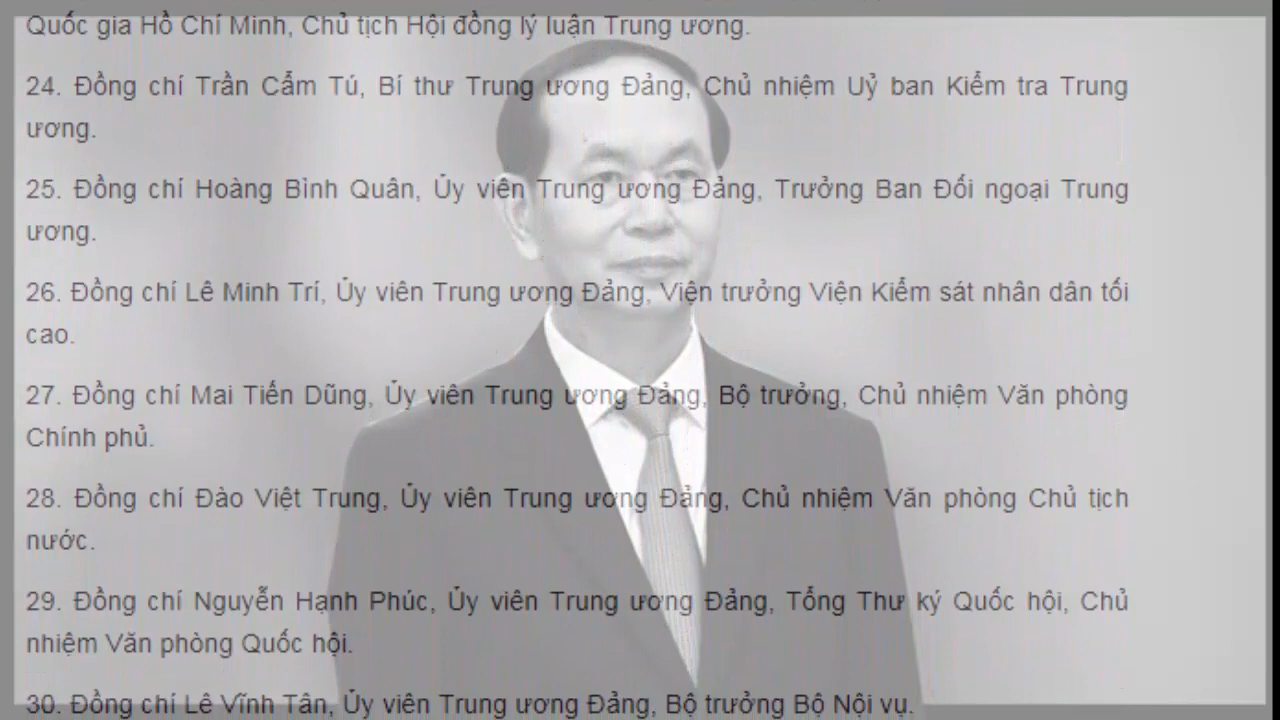 Quốc gia Hồ Chí Minh, Chủ tịch Hội đồng lý luận Trung ương.
24. Đồng chí Trần Cẩm Tú, Bí thư Trung ương Đảng, Chủ nhiệm Uỷ ban Kiểm tra Trung
ương.
25. Đồng chí Hoàng Bình Quân, Ủy viên Trung ương Đảng, Trưởng Ban Đối ngoại Trung
ương.
26. Đồng chí Lê Minh Trí, Ủy viên Trung ương Đảng, Viện trưởng Viện Kiểm sát nhân dân tối
cao.
27. Đồng chí Mai Tiến Dũng, Ủy viên Trung ương Đảng, Bộ trưởng, Chủ nhiệm Văn phòng
Chính phủ.
28. Đồng chí Đào Việt Trung, Ủy viên Trung ương Đảng, Chủ nhiệm Văn phòng Chủ tịch
nước.
29. Đồng chí Nguyễn Hạnh Phúc, Ủy viên Trung ương Đảng, Tổng Thư ký Quốc hội, Chủ
nhiệm Văn phòng Quốc hội.
30. Đồng chí Lê Vĩnh Tân, Ủy viên Trung ương Đảng, Bộ trưởng Bộ Nội vụ.